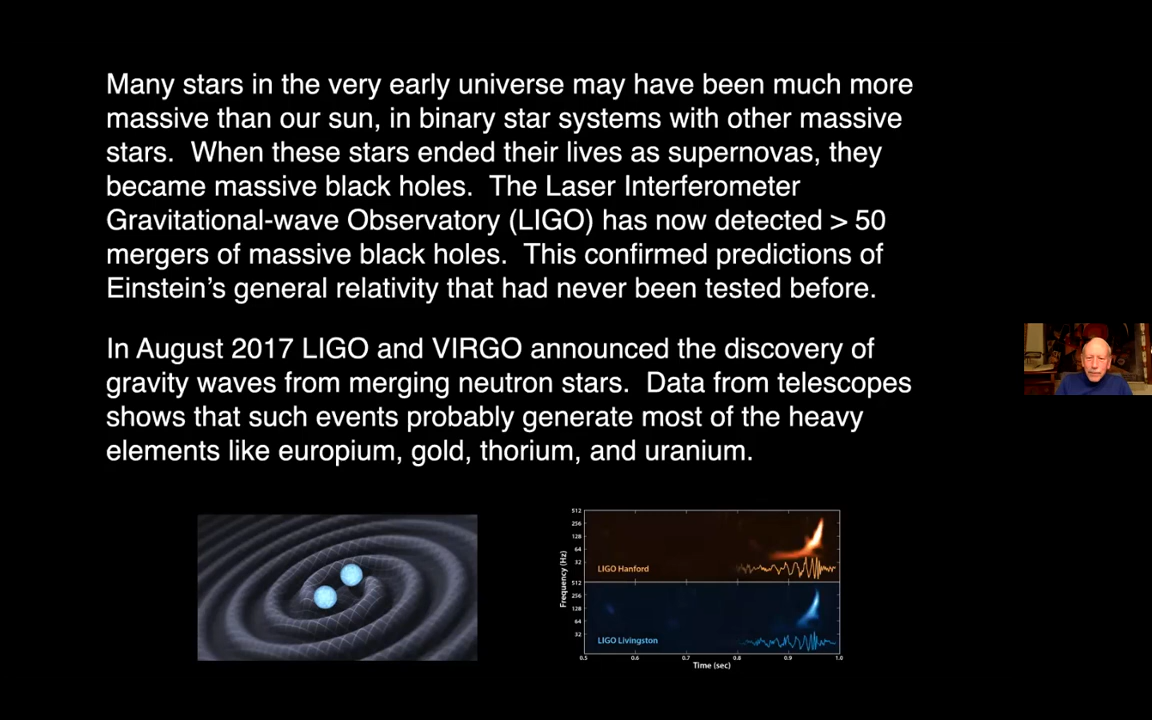 Many stars in the very early universe may have been much more
massive than our sun, in binary star systems with other massive
stars.  When these stars ended their lives as supernovas, they
became massive black holes.  The Laser Interferometer
Gravitational-wave Observatory (LIGO) has now detected > 50
mergers of massive black holes.  This confirmed predictions of
Einstein’s general relativity that had never been tested before.
In August 2017 LIGO and VIRGO announced the discovery of
gravity waves from merging neutron stars.  Data from telescopes
shows that such events probably generate most of the heavy
elements like europium, gold, thorium, and uranium.
Frequency (Hz)
512
256
128
64
32
LIGO Hanford
512
256
128
64
32
LIGO Livingston
0.5 0.6 0.7 0.8 0.9 1.0
Time (sec)